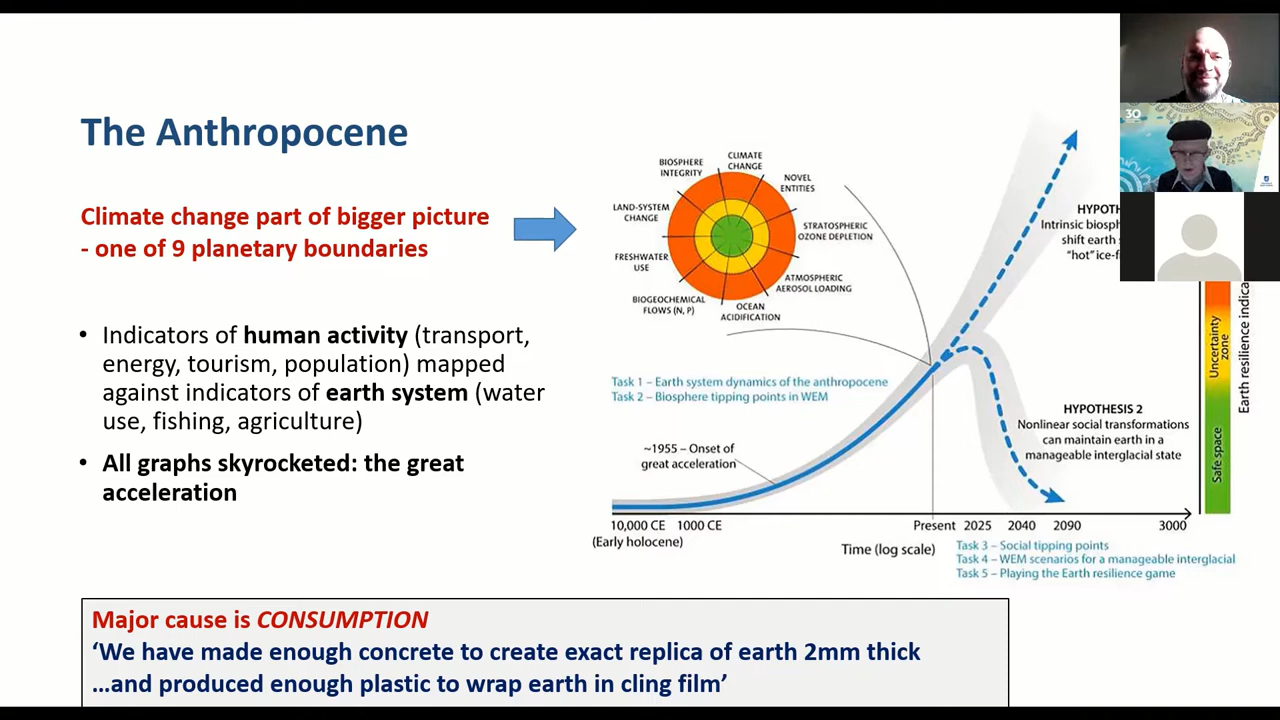 The Anthropocene
Climate change part of bigger picture
- one of 9 planetary boundaries
• Indicators of human activity (transport,
energy, tourism, population) mapped
against indicators of earth system (water
use, fishing, agriculture)
• All graphs skyrocketed: the great
acceleration
BIOSPHERE
INTEGRITY
CLIMATE
CHANGE
NOVEL
ENTITIES
LAND-SYSTEM
CHANGE
STRATOSPHERIC
OZONE DEPLETION
FRESHWATER
USE
ATMOSPHERIC
AEROSOL LOADING
BIOGEOCHEMICAL
FLOWS (N, P)
OCEAN
ACIDIFICATION
Task 1 – Earth system dynamics of the anthropocene
Task 2 – Biosphere tipping points in WEM
~1955 – Onset of
great acceleration
HYPOTH
Intrinsic biosph
shift earth
"hot" ice-f
HYPOTHESIS 2
Nonlinear social transformations
can maintain earth in a
manageable interglacial state
Uncertainty
zone
Safe space
Earth resilience indica
10,000 CE
(Early holocene)
1000 CE
Present
2025
2040
2090
3000
Time (log scale)
Task 3 – Social tipping points
Task 4 – WEM scenarios for a manageable interglacial
Task 5 – Playing the Earth resilience game
Major cause is CONSUMPTION
‘We have made enough concrete to create exact replica of earth 2mm thick
…and produced enough plastic to wrap earth in cling film’
30